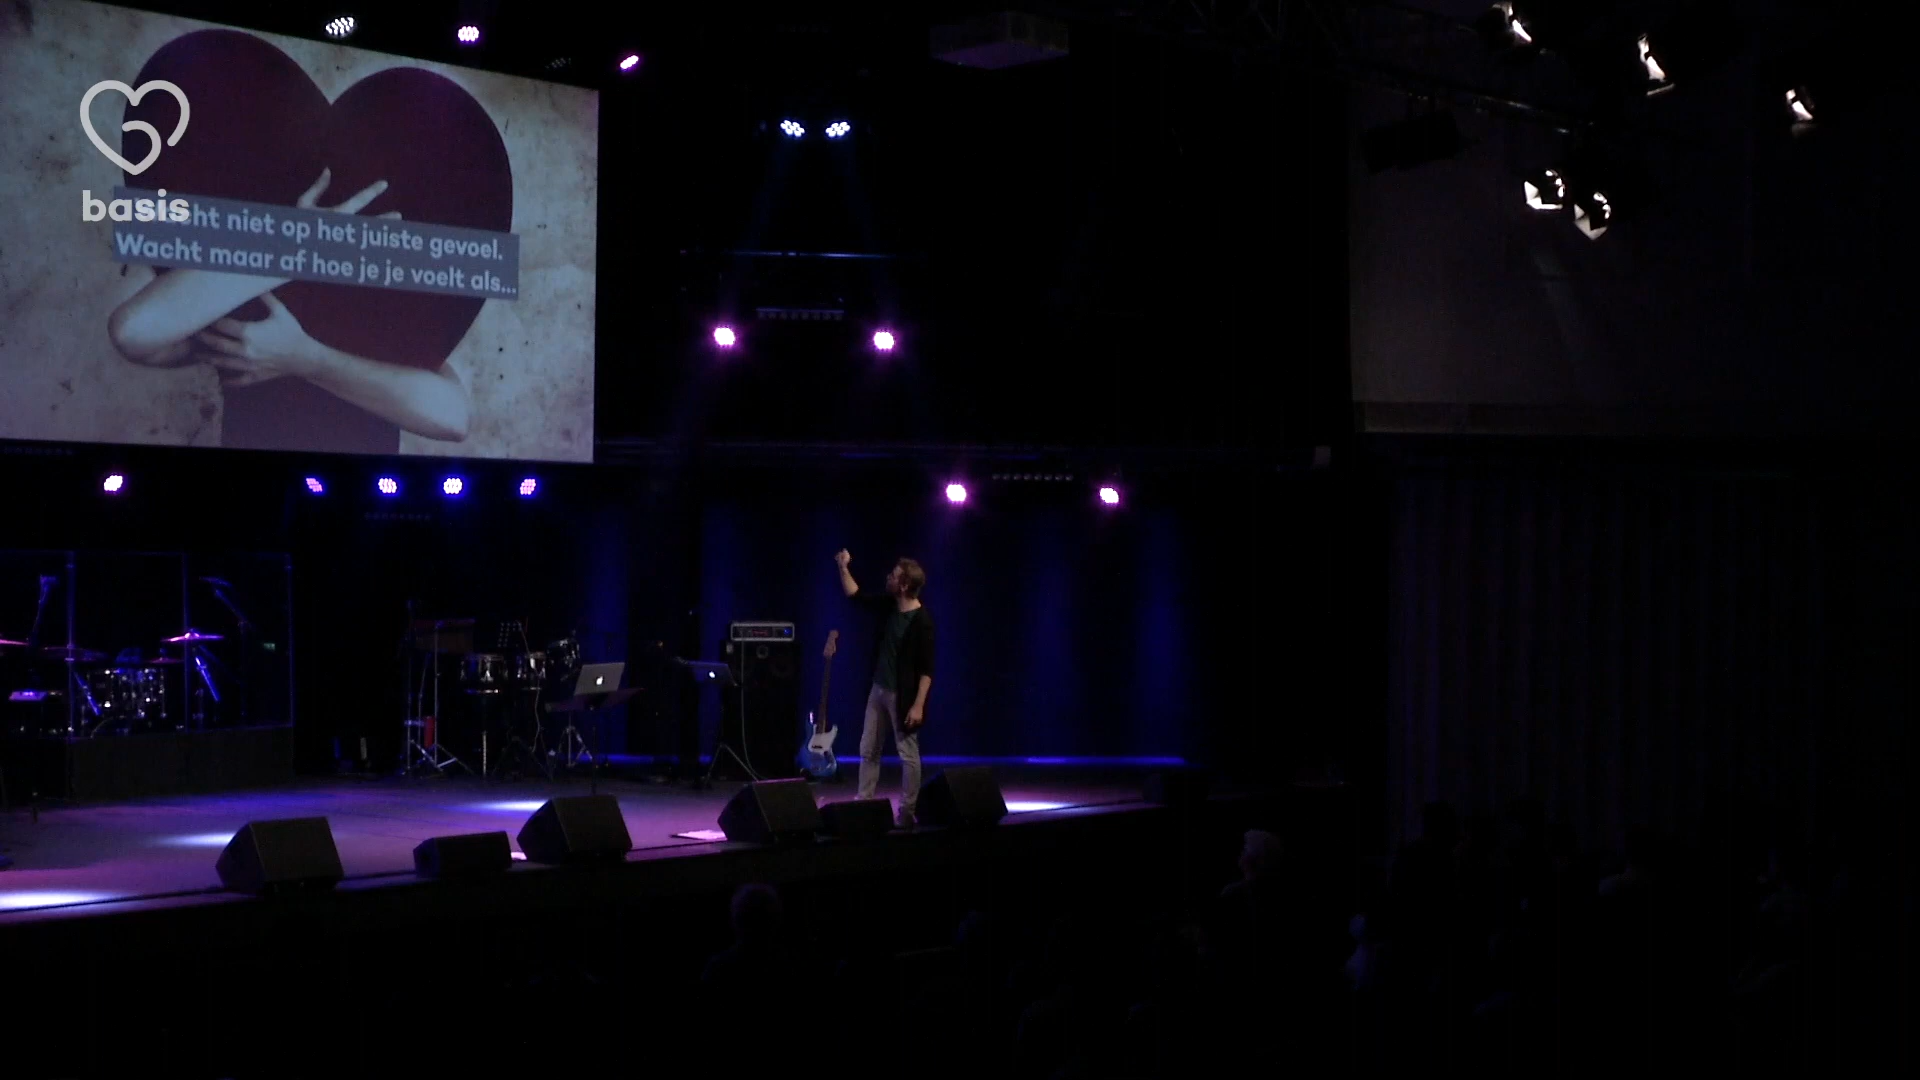 basis
niet op het juiste gevoel.
Wacht maar af hoe je je voelt als...